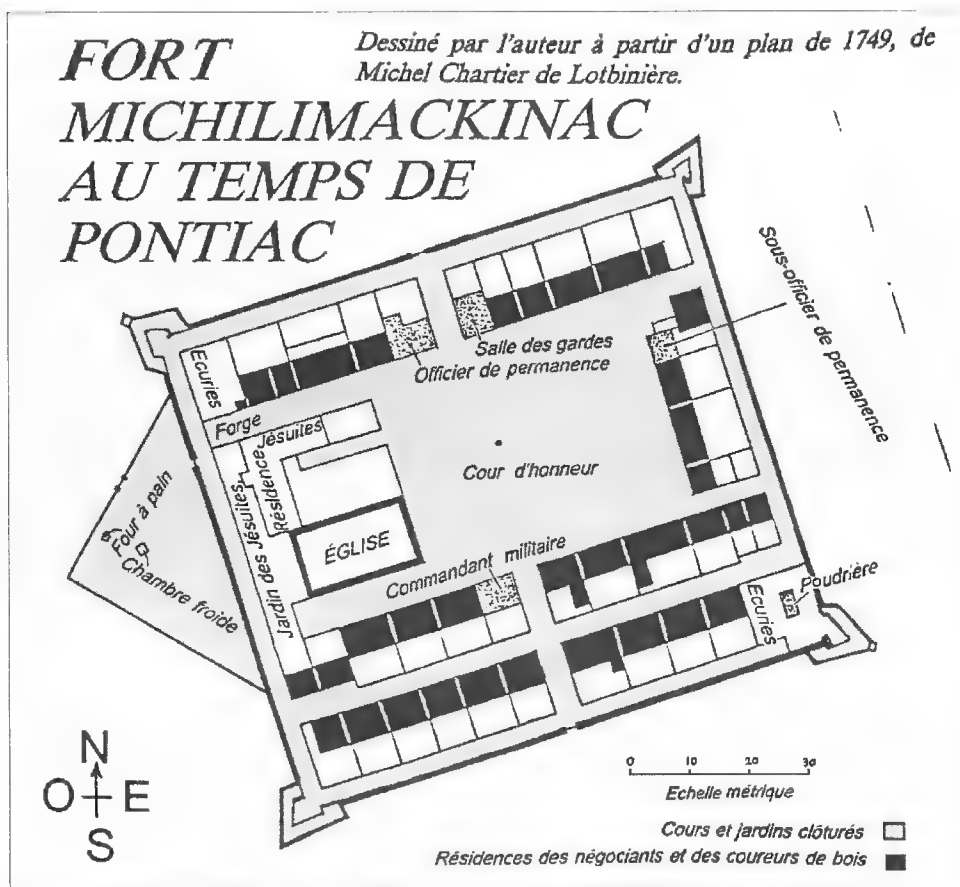 FORT
MICHILIMACKINAC
AU TEMPS DE
PONTIAC
Dessiné par l'auteur à partir d'un plan de 1749, de
Michel Chartier de Lotbinière.
Sous-officier de permanence
Salle des gardes
Officier de permanence
Ecuries
Forge
Résidence Jésuites
Jardin des Jésuites
Cour d'honneur
Four à pain
Chambre froide
ÉGLISE
Commandant militaire
Poudrière
Ecuries
N
O E
S
0 10 20 30
Echelle métrique
Cours et jardins clôturés
Résidences des négociants et des coureurs de bois